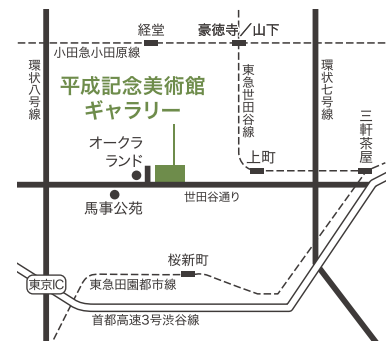 経堂
豪徳寺／山下
小田急小田原線
環状八号線
平成記念美術館
ギャラリー
東急世田谷線
環状七号線
オークラ
ランド
上町
三軒茶屋
世田谷通り
馬事公苑
桜新町
東京IC
東急田園都市線
首都高速3号渋谷線